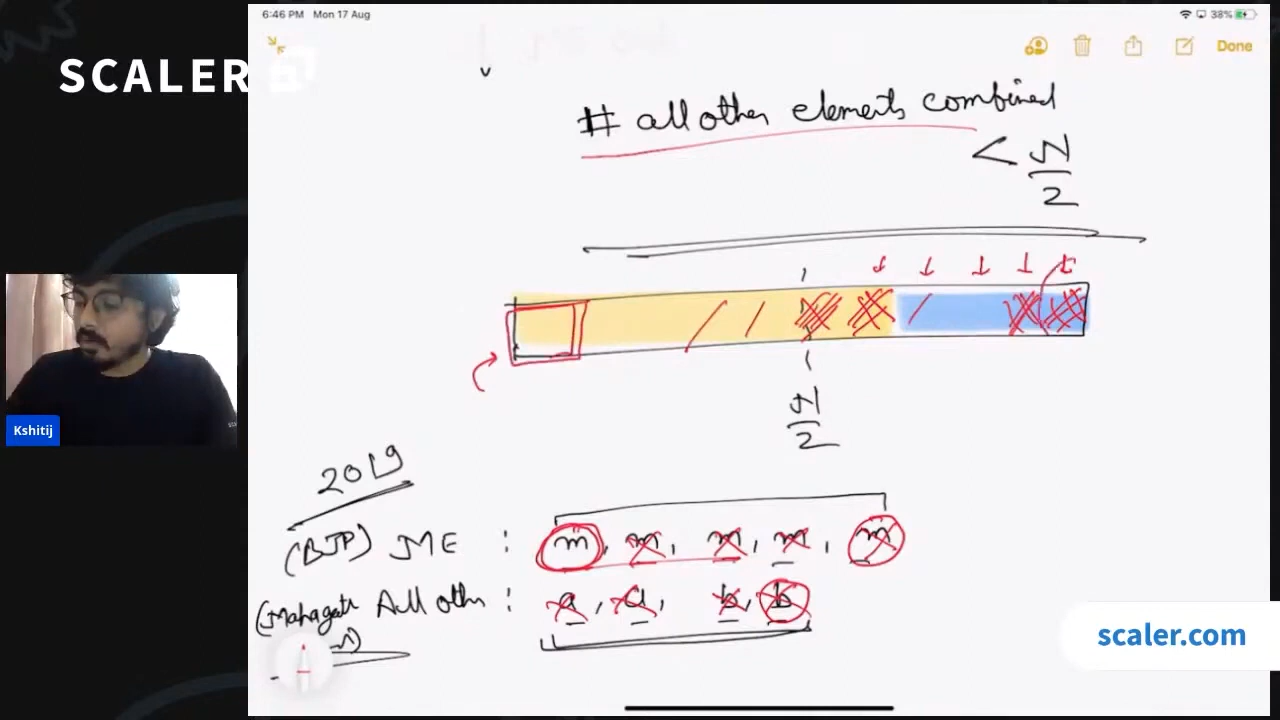 6:46 PM Mon 17 Aug
38%
Done
SCALER
# all other elements combined
< N/2
N/2
Kshitij
2019
(BJP) ME : m, m, m, m, m
All other : a, a, b, b
scaler.com